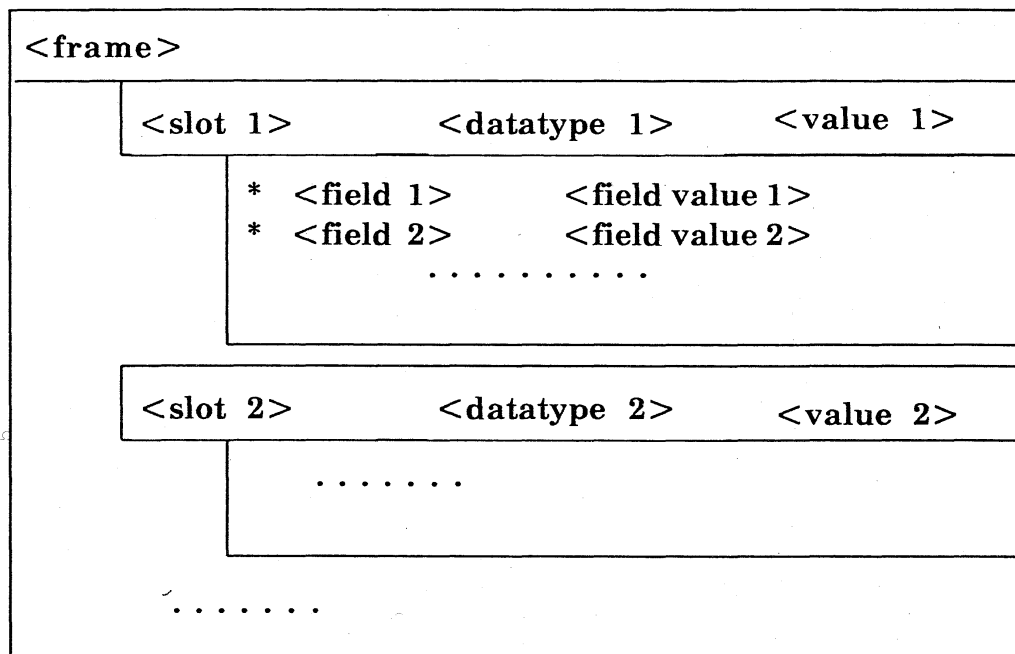 <frame>
<slot 1> <datatype 1> <value 1>
* <field 1> <field value 1>
* <field 2> <field value 2>
. . . . . . . . . .
<slot 2> <datatype 2> <value 2>
. . . . . . .
. . . . . . .